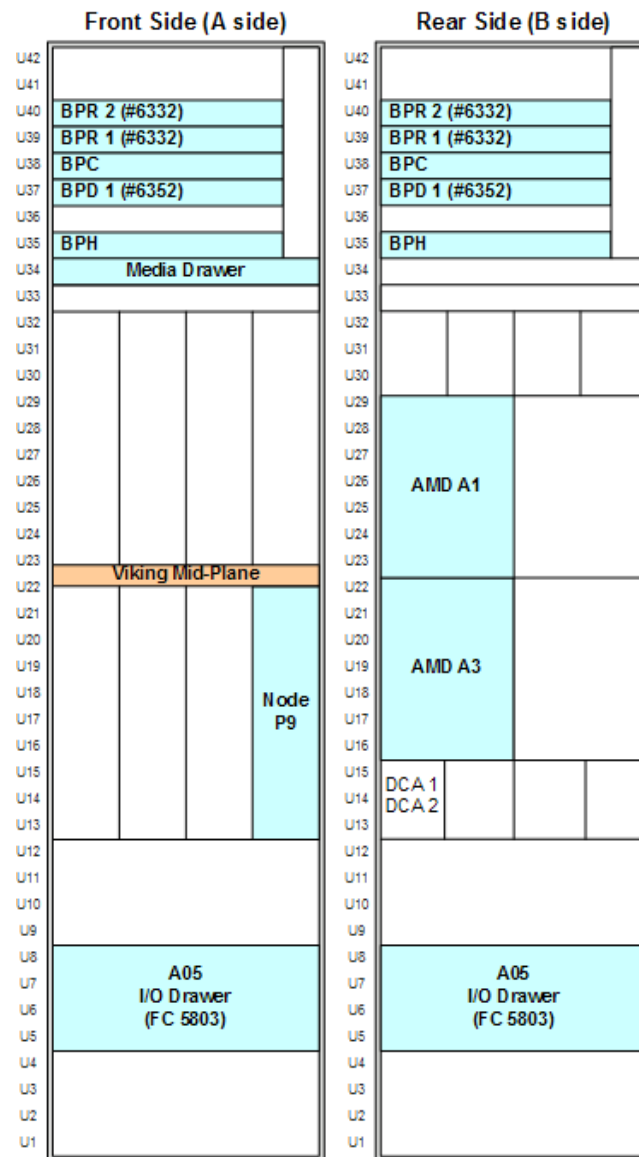 Front Side (A side)
U42
U41
U40 BPR 2 (#6332)
U39 BPR 1 (#6332)
U38 BPC
U37 BPD 1 (#6352)
U36
U35 BPH
U34 Media Drawer
U33
U32
U31
U30
U29
U28
U27
U26
U25
U24
U23
Viking Mid-Plane
U22
U21
U20
U19
U18 Node
U17 P9
U16
U15
U14
U13
U12
U11
U10
U9
U8
A05
U7 I/O Drawer
U6 (FC 5803)
U5
U4
U3
U2
U1
Rear Side (B side)
U42
U41
U40 BPR 2 (#6332)
U39 BPR 1 (#6332)
U38 BPC
U37 BPD 1 (#6352)
U36
U35 BPH
U34
U33
U32
U31
U30
U29
U28
U27
U26 AMD A1
U25
U24
U23
U22
U21
U20
U19 AMD A3
U18
U17
U16
U15 DCA 1
U14 DCA 2
U13
U12
U11
U10
U9
U8
A05
U7 I/O Drawer
U6 (FC 5803)
U5
U4
U3
U2
U1